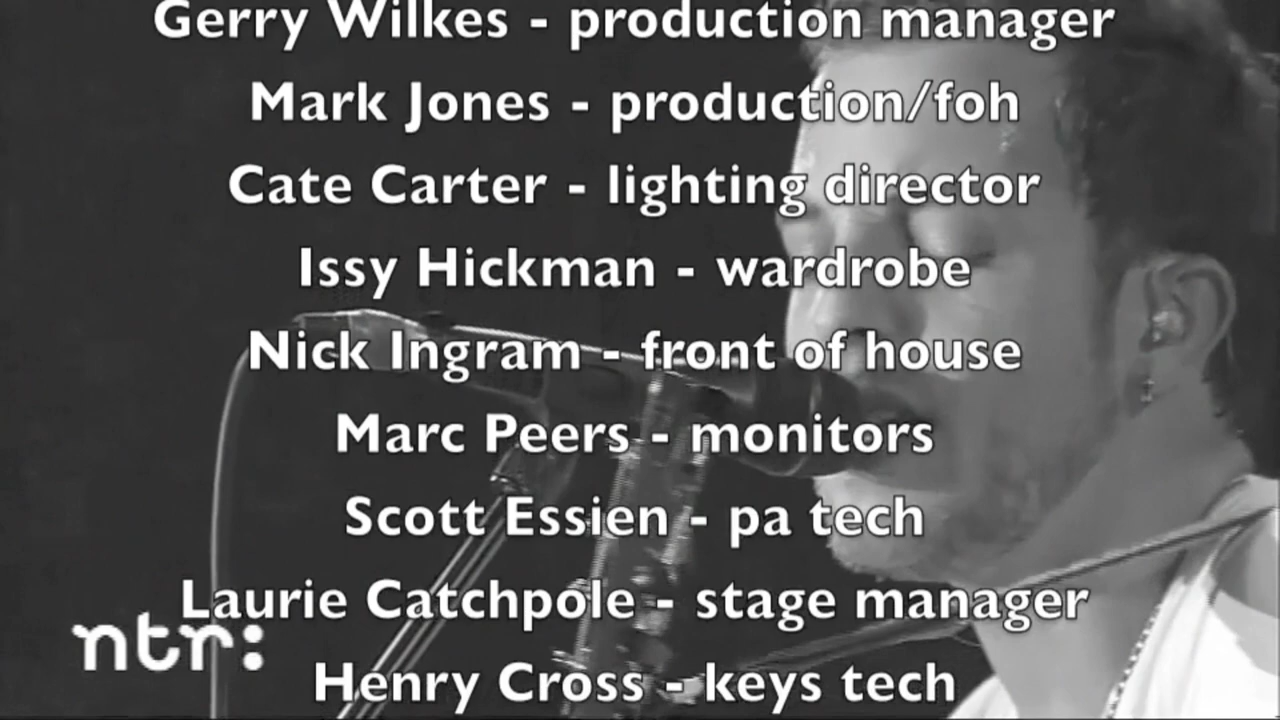 Gerry Wilkes - production manager
Mark Jones - production/foh
Cate Carter - lighting director
Issy Hickman - wardrobe
Nick Ingram - front of house
Marc Peers - monitors
Scott Essien - pa tech
Laurie Catchpole - stage manager
ntr:
Henry Cross - keys tech